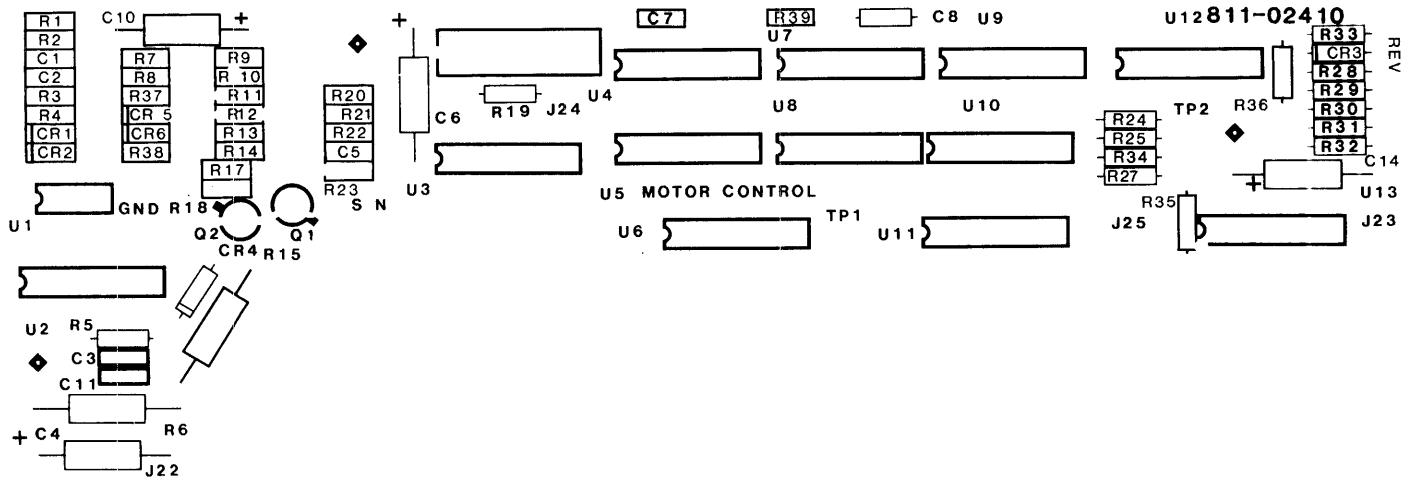 R1
R2
C1
C2
R3
R4
CR1
CR2
C10
+
R7
R8
R37
CR 5
CR6
R38
R9
R 10
R11
R12
R13
R14
R17
R20
R21
R22
C5
R23
S N
+
C6
U3
U4
R19
J24
C7
R39
U7
C8
U9
U12
811-02410
R33
CR3
R28
R29
R30
R31
R32
REV
R36
U8
U10
TP2
R24
R25
R34
R27
C14
+
U13
U1
GND
R18
Q2
Q1
CR4
R15
U5
MOTOR CONTROL
U6
TP1
U11
J25
R35
J23
U2
R5
C3
C11
R6
+
C4
J22